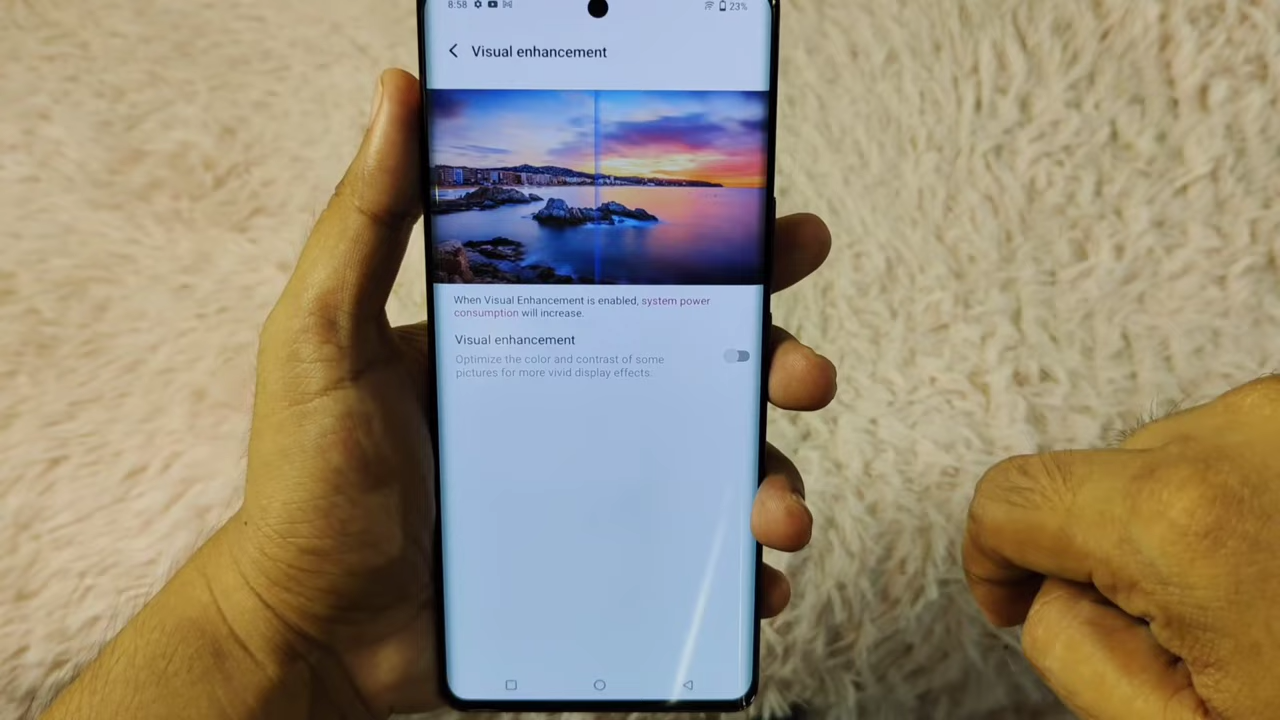 8:58 23%
Visual enhancement
When Visual Enhancement is enabled, system power
consumption will increase.
Visual enhancement
Optimize the color and contrast of some
pictures for more vivid display effects.